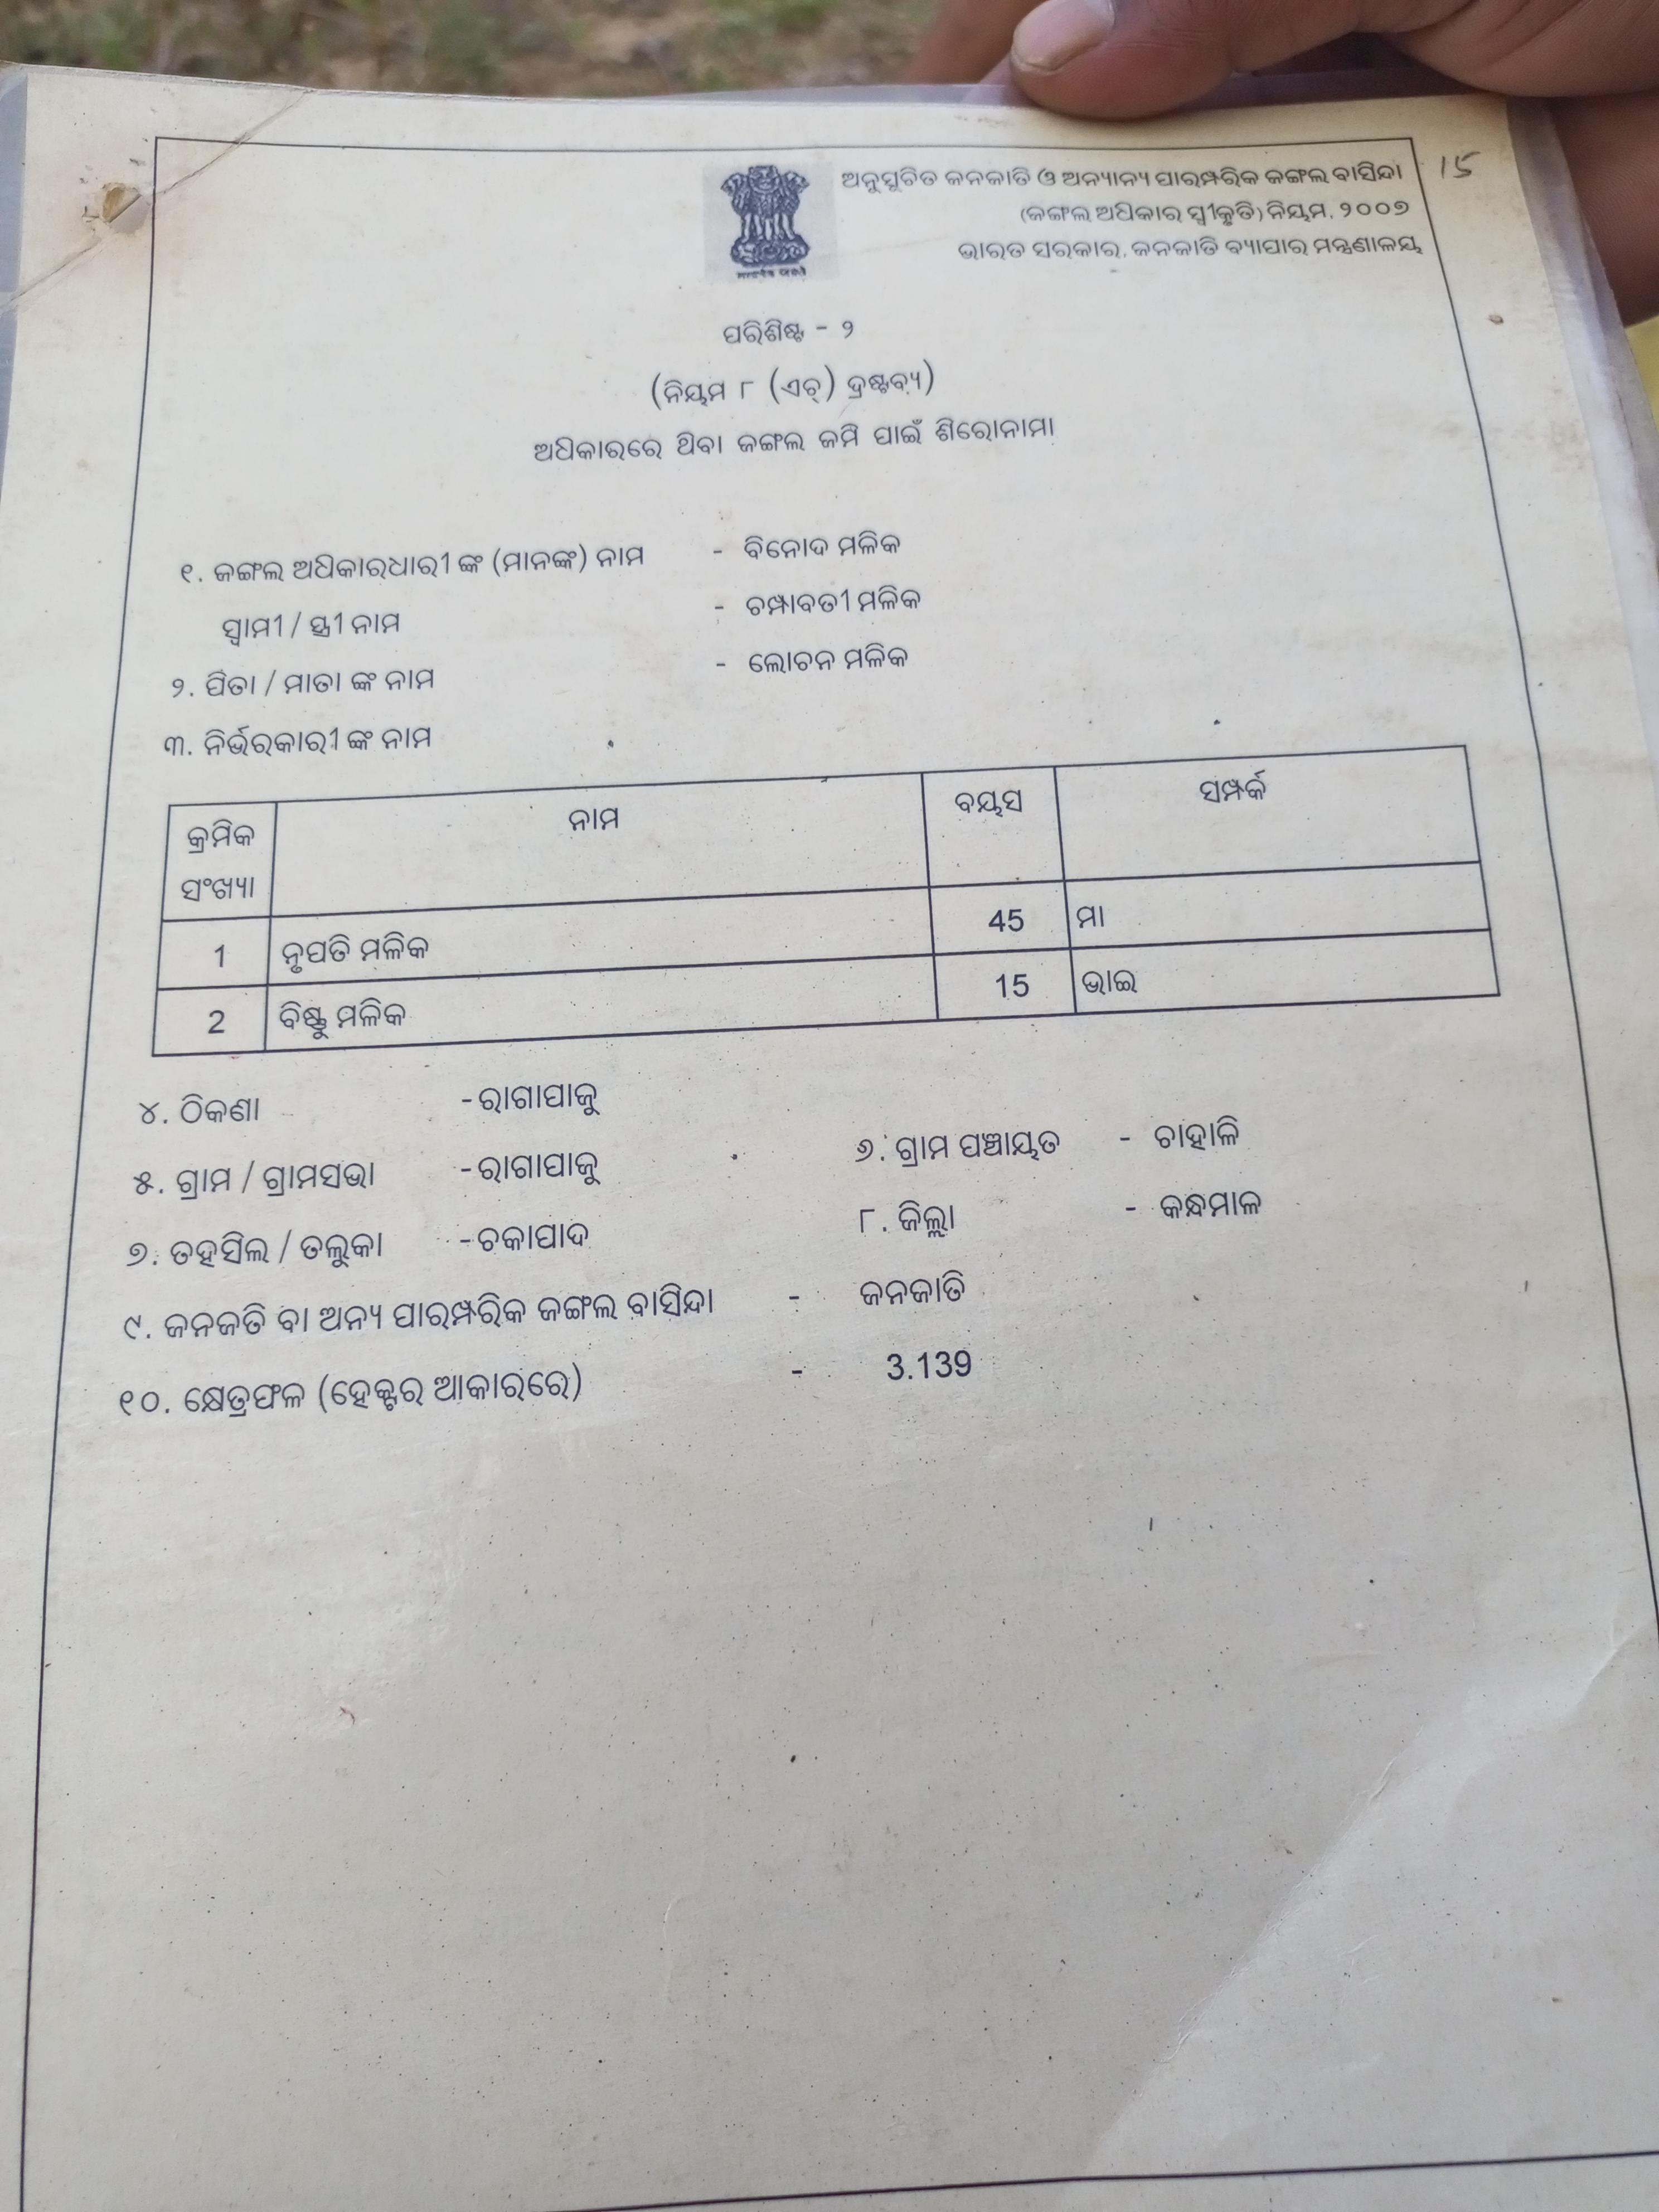 ଅନୁସୂଚିତ ଜନଜାତି ଓ ଅନ୍ୟାନ୍ୟ ପାରମ୍ପରିକ ଜଙ୍ଗଲ ବାସିନ୍ଦା
(ଜଙ୍ଗଲ ଅଧିକାର ସ୍ଵୀକୃତି) ନିୟମ, ୨୦୦୭
ଭାରତ ସରକାର, ଜନଜାତି ବ୍ୟାପାର ମନ୍ତ୍ରଣାଳୟ
ପରିଶିଷ୍ଟ - ୨
(ନିୟମ ୮ (ଏଚ୍) ଦ୍ରଷ୍ଟବ୍ୟ)
ଅଧିକାରରେ ଥିବା ଜଙ୍ଗଲ ଜମି ପାଇଁ ଶିରୋନାମା
୧. ଜଙ୍ଗଲ ଅଧିକାରଧାରୀ ଙ୍କ (ମାନଙ୍କ) ନାମ - ବିନୋଦ ମଳିକ
ସ୍ଵାମୀ / ସ୍ତ୍ରୀ ନାମ - ଚମ୍ପାବତୀ ମଳିକ
୨. ପିତା / ମାତା ଙ୍କ ନାମ - ଲୋଚନ ମଳିକ
୩. ନିର୍ଭରକାରୀ ଙ୍କ ନାମ
କ୍ରମିକ ସଂଖ୍ୟା ନାମ ବୟସ ସମ୍ପର୍କ
1 ନୃପତି ମଳିକ 45 ମା
2 ବିଷ୍ଣୁ ମଳିକ 15 ଭାଇ
୪. ଠିକଣା - ରାଗାପାଜୁ
୫. ଗ୍ରାମ / ଗ୍ରାମସଭା - ରାଗାପାଜୁ ୬. ଗ୍ରାମ ପଞ୍ଚାୟତ - ଚାହାଳି
୭. ତହସିଲ / ତଲୁକା - ଚକାପାଦ ୮. ଜିଲ୍ଲା - କନ୍ଧମାଳ
୯. ଜନଜତି ବା ଅନ୍ୟ ପାରମ୍ପରିକ ଜଙ୍ଗଲ ବାସିନ୍ଦା - ଜନଜାତି
୧୦. କ୍ଷେତ୍ରଫଳ (ହେକ୍ଟର ଆକାରରେ) - 3.139